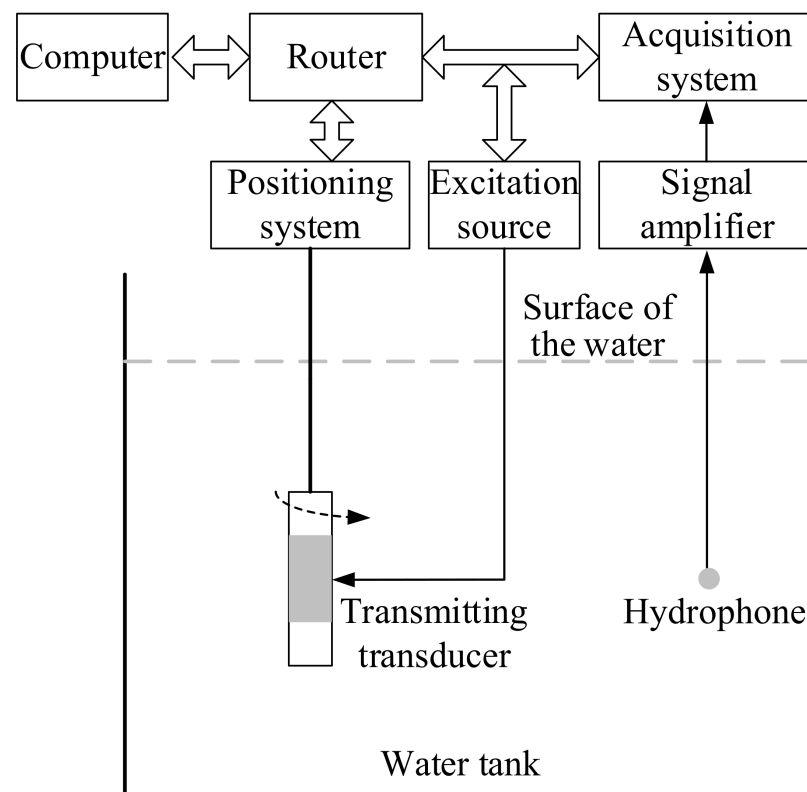 Computer
Router
Acquisition
system
Positioning
system
Excitation
source
Signal
amplifier
Surface of
the water
Transmitting
transducer
Hydrophone
Water tank